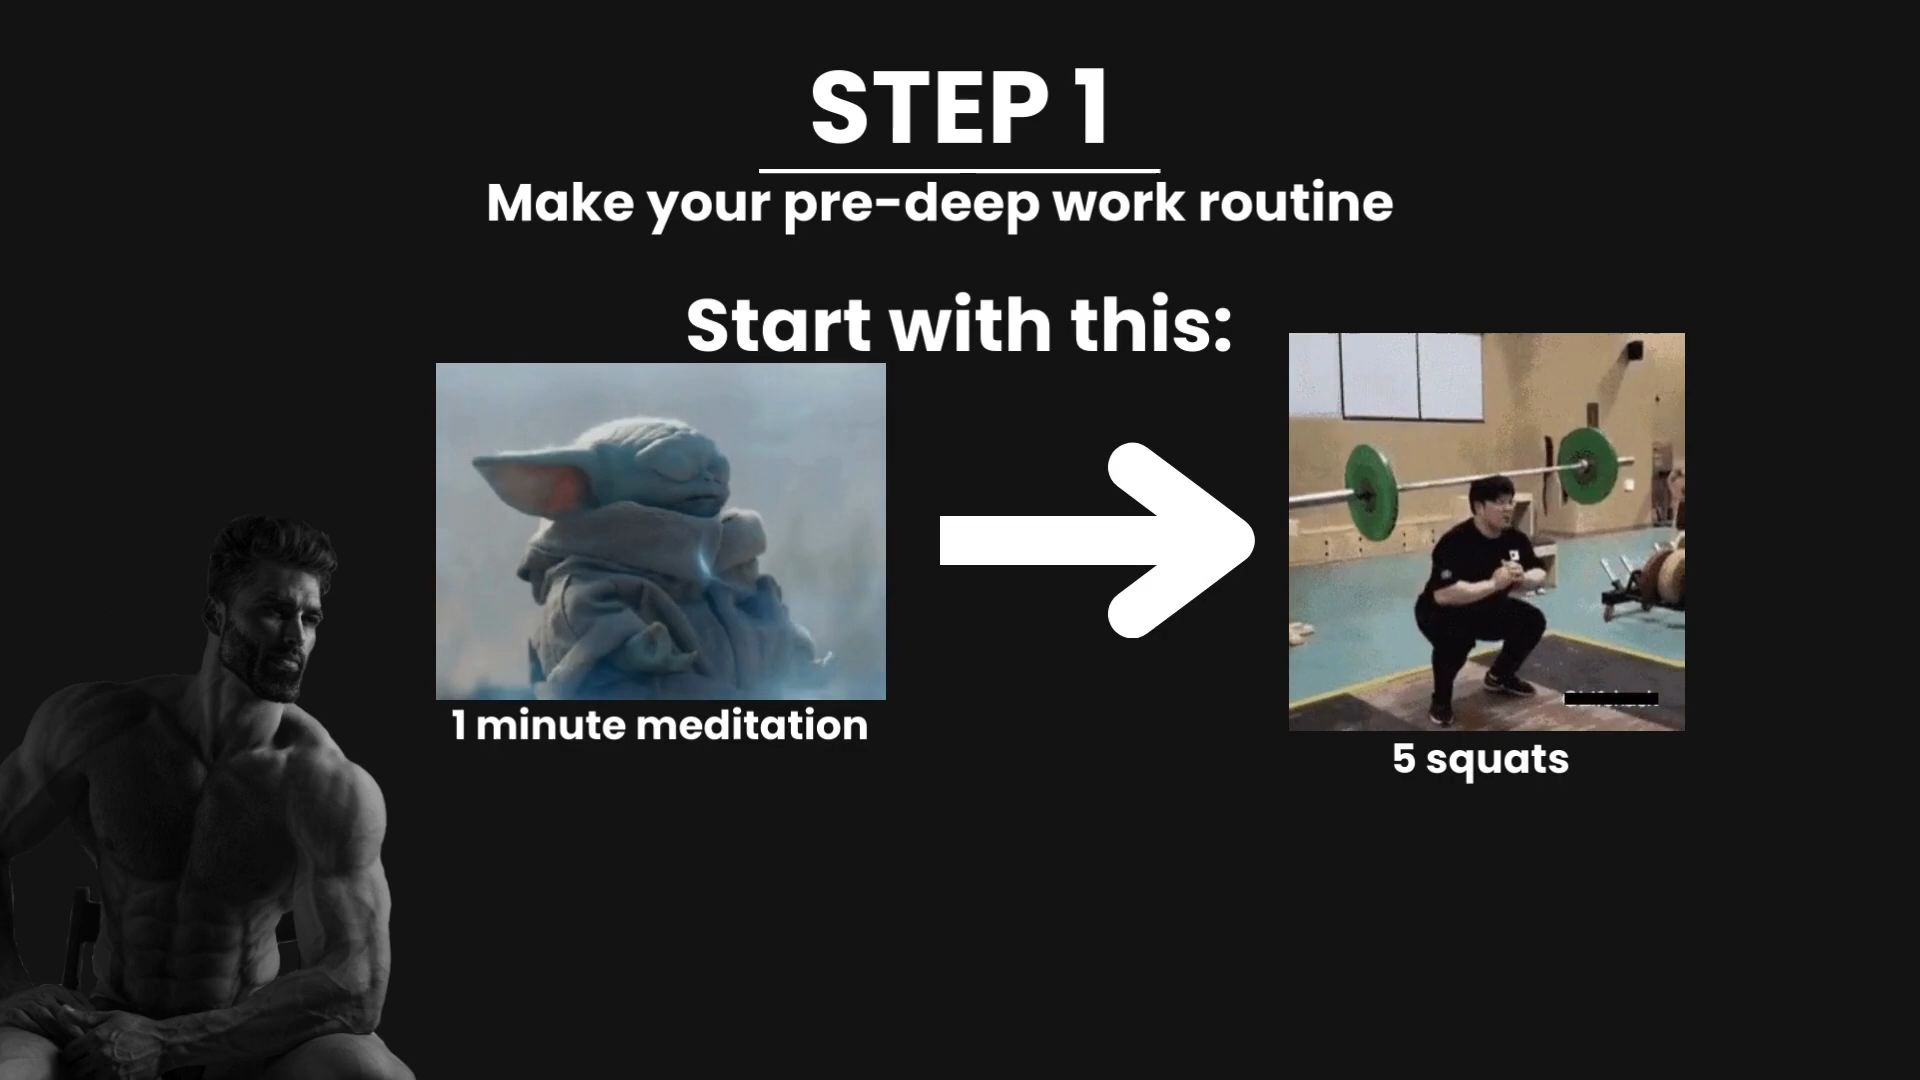 STEP 1
Make your pre-deep work routine
Start with this:
1 minute meditation
5 squats